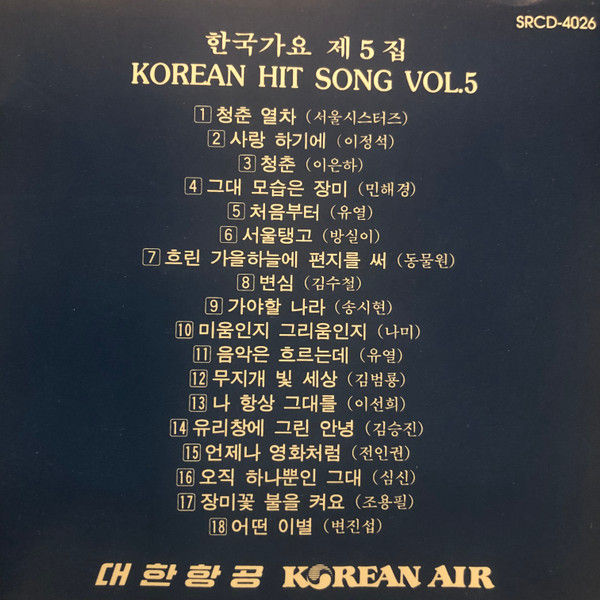 SRCD-4026
한국가요 제 5 집
KOREAN HIT SONG VOL.5
1 청춘 열차 (서울시스터즈)
2 사랑 하기에 (이정석)
3 청춘 (이은하)
4 그대 모습은 장미 (민해경)
5 처음부터 (유열)
6 서울탱고 (방실이)
7 흐린 가을하늘에 편지를 써 (동물원)
8 변심 (김수철)
9 가야할 나라 (송시현)
10 미움인지 그리움인지 (나미)
11 음악은 흐르는데 (유열)
12 무지개 빛 세상 (김범룡)
13 나 항상 그대를 (이선희)
14 유리창에 그린 안녕 (김승진)
15 언제나 영화처럼 (전인권)
16 오직 하나뿐인 그대 (심신)
17 장미꽃 불을 켜요 (조용필)
18 어떤 이별 (변진섭)
대한항공 KOREAN AIR